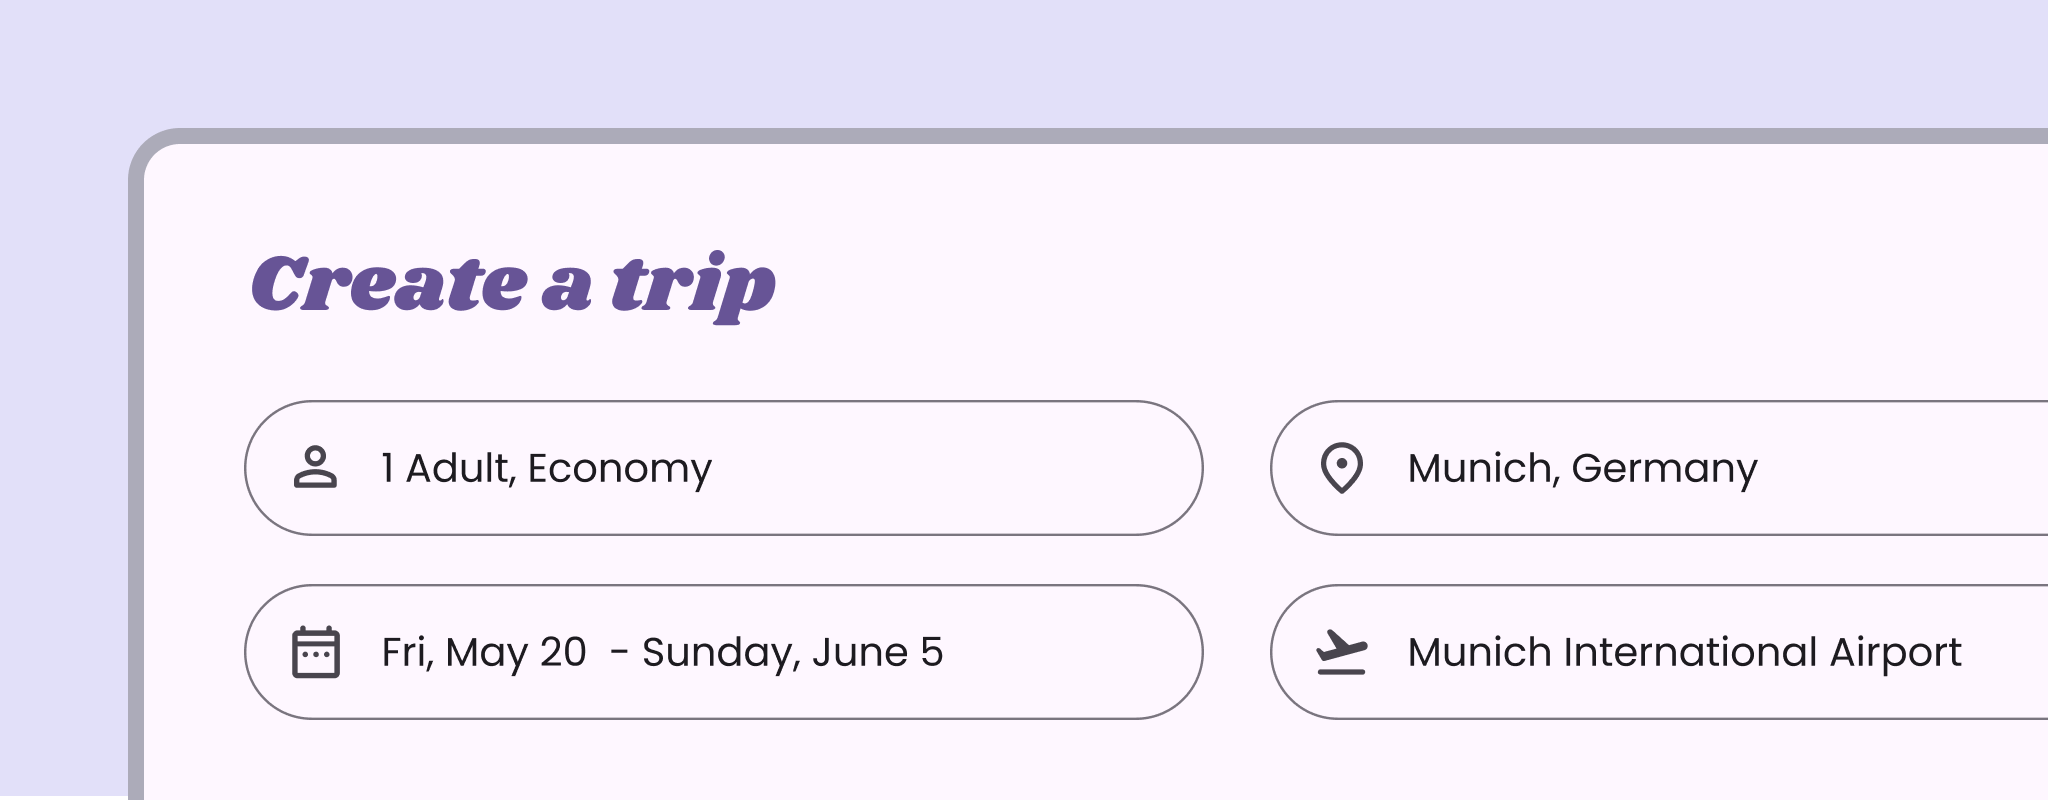 Create a trip
1 Adult, Economy
Munich, Germany
Fri, May 20  - Sunday, June 5
Munich International Airport